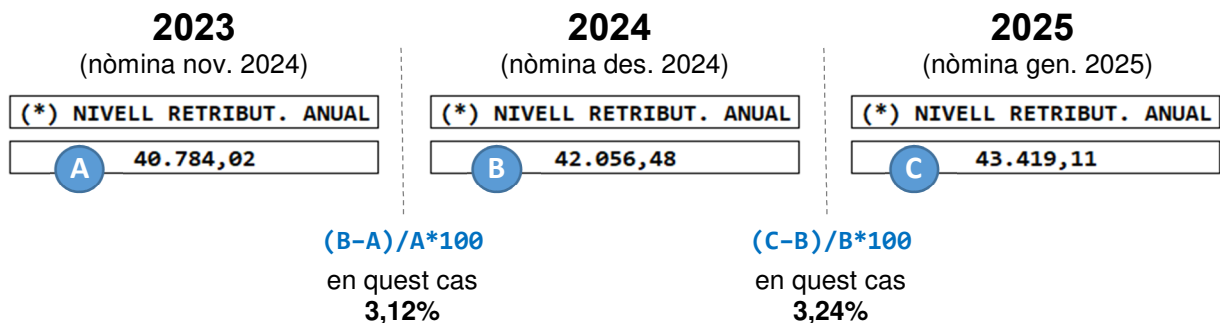 2023
(nòmina nov. 2024)
(*) NIVELL RETRIBUT. ANUAL
A
40.784,02
2024
(nòmina des. 2024)
(*) NIVELL RETRIBUT. ANUAL
B
42.056,48
2025
(nòmina gen. 2025)
(*) NIVELL RETRIBUT. ANUAL
C
43.419,11
(B-A)/A*100
en quest cas
3,12%
(C-B)/B*100
en quest cas
3,24%